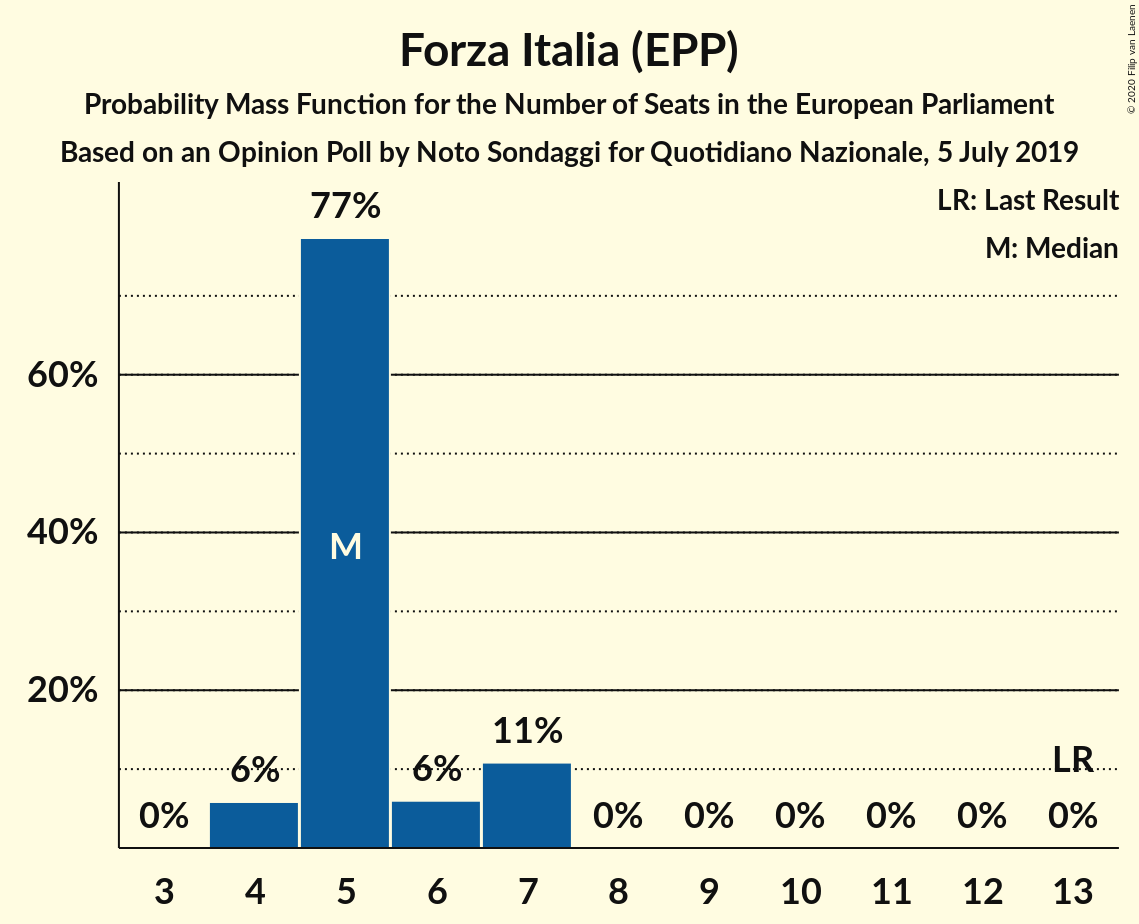 Forza Italia (EPP)
Probability Mass Function for the Number of Seats in the European Parliament
Based on an Opinion Poll by Noto Sondaggi for Quotidiano Nazionale, 5 July 2019
© 2020 Filip van Laenen
LR: Last Result
M: Median
77%
60%
40%
M
20%
11%
6%
6%
LR
0%
0%
0%
0%
0%
0%
0%
3 4 5 6 7 8 9 10 11 12 13